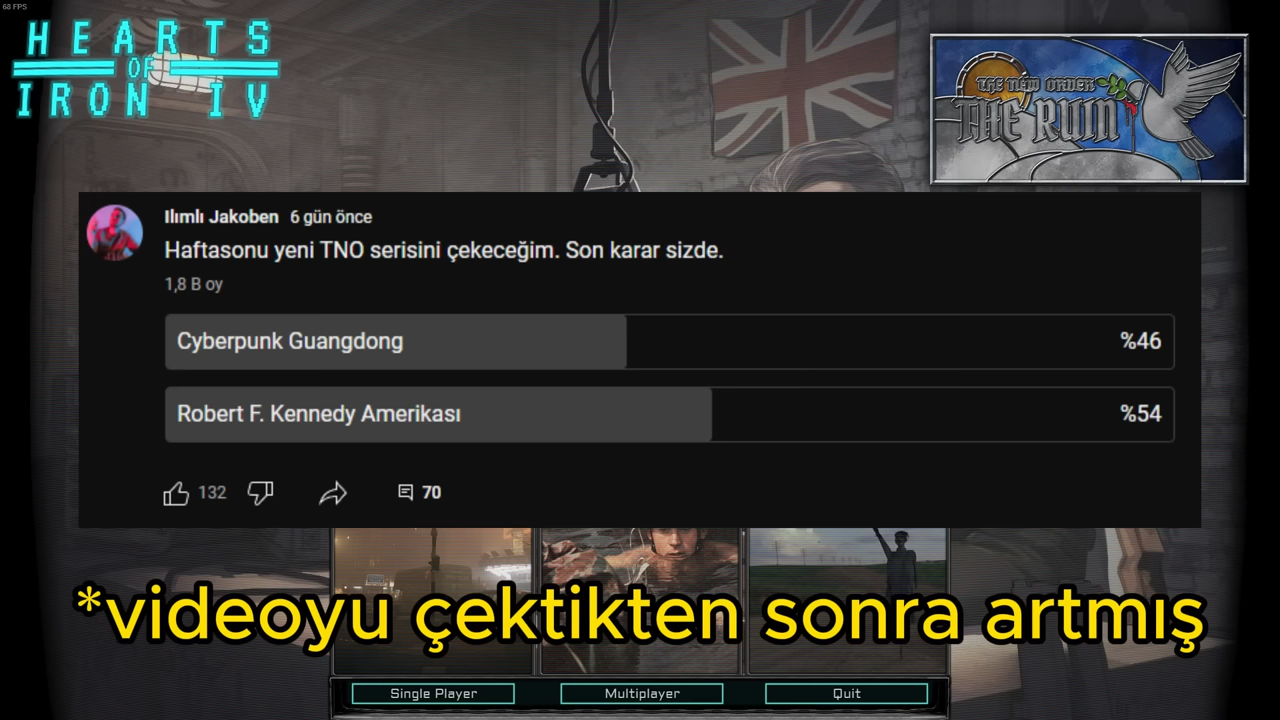 68 FPS
HEARTS
OF
IRON IV
THE NEW ORDER
THE RUIN
Ilımlı Jakoben 6 gün önce
Haftasonu yeni TNO serisini çekeceğim. Son karar sizde.
1,8 B oy
Cyberpunk Guangdong %46
Robert F. Kennedy Amerikası %54
132 70
*videoyu çektikten sonra artmış
Single Player Multiplayer Quit